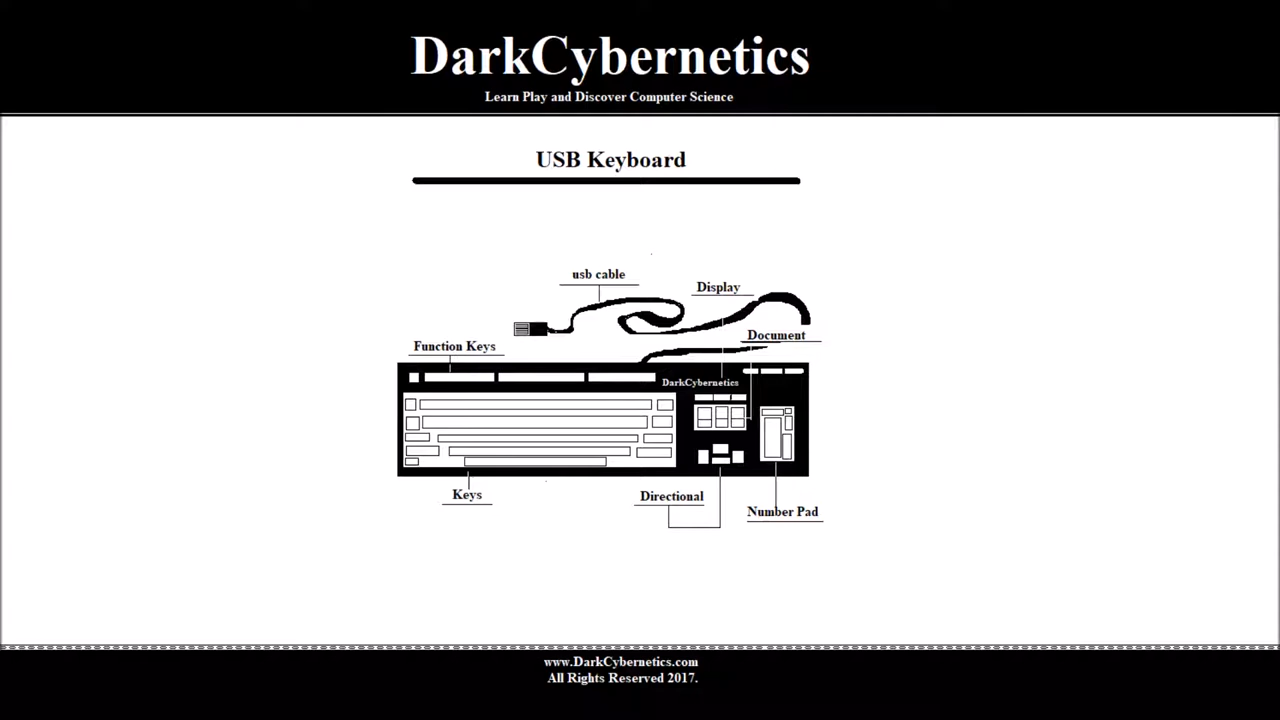 DarkCybernetics
Learn Play and Discover Computer Science
USB Keyboard
usb cable
Display
Document
Function Keys
DarkCybernetics
Keys
Directional
Number Pad
www.DarkCybernetics.com
All Rights Reserved 2017.